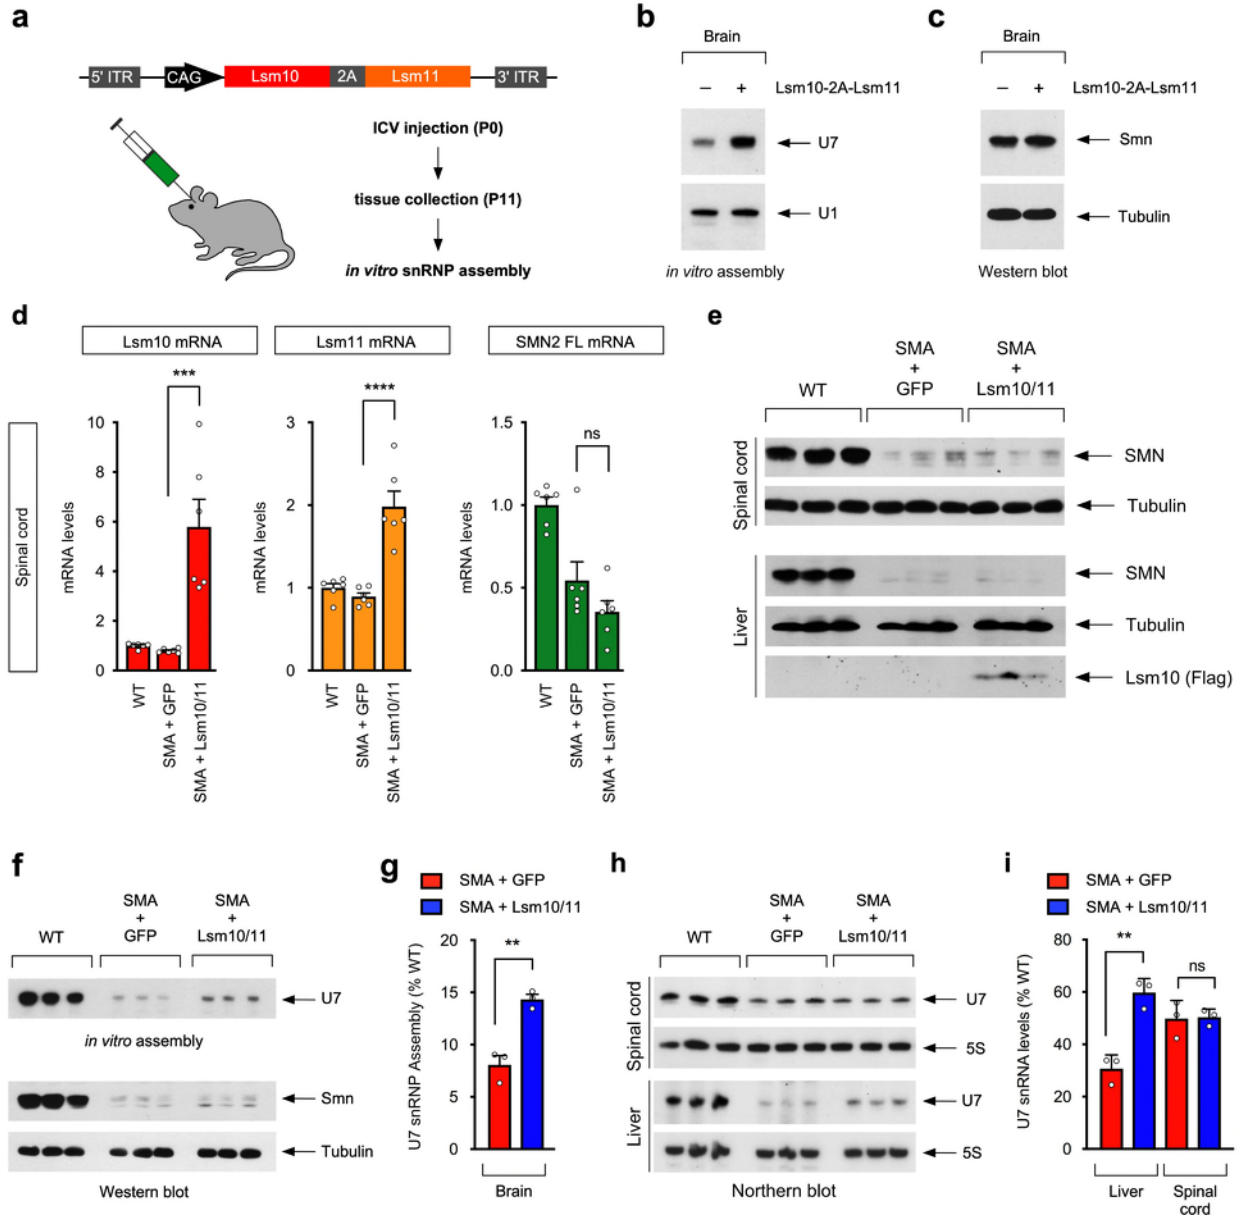 a
5' ITR
CAG
Lsm10
2A
Lsm11
3' ITR
ICV injection (P0)
tissue collection (P11)
in vitro snRNP assembly
b
Brain
– +
Lsm10-2A-Lsm11
U7
U1
in vitro assembly
c
Brain
– +
Lsm10-2A-Lsm11
Smn
Tubulin
Western blot
d
Spinal cord
Lsm10 mRNA
***
mRNA levels
10
8
6
4
2
0
WT
SMA + GFP
SMA + Lsm10/11
Lsm11 mRNA
****
mRNA levels
3
2
1
0
WT
SMA + GFP
SMA + Lsm10/11
SMN2 FL mRNA
ns
mRNA levels
1.5
1.0
0.5
0.0
WT
SMA + GFP
SMA + Lsm10/11
e
WT
SMA
+
GFP
SMA
+
Lsm10/11
Spinal cord
SMN
Tubulin
Liver
SMN
Tubulin
Lsm10 (Flag)
f
WT
SMA
+
GFP
SMA
+
Lsm10/11
U7
in vitro assembly
Smn
Tubulin
Western blot
g
SMA + GFP
SMA + Lsm10/11
U7 snRNP Assembly (% WT)
20
15
10
5
0
**
Brain
h
WT
SMA
+
GFP
SMA
+
Lsm10/11
Spinal cord
U7
5S
Liver
U7
5S
Northern blot
i
SMA + GFP
SMA + Lsm10/11
U7 snRNA levels (% WT)
80
60
40
20
0
**
ns
Liver
Spinal
cord